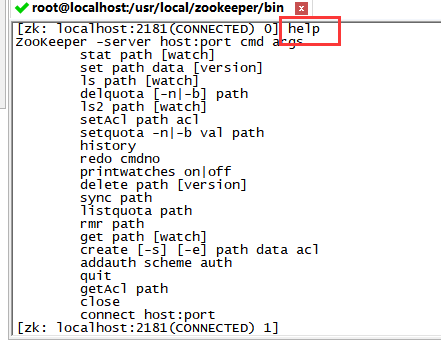 root@localhost:/usr/local/zookeeper/bin
[zk: localhost:2181(CONNECTED) 0] help
ZooKeeper -server host:port cmd args
stat path [watch]
set path data [version]
ls path [watch]
delquota [-n|-b] path
ls2 path [watch]
setAcl path acl
setquota -n|-b val path
history
redo cmdno
printwatches on|off
delete path [version]
sync path
listquota path
rmr path
get path [watch]
create [-s] [-e] path data acl
addauth scheme auth
quit
getAcl path
close
connect host:port
[zk: localhost:2181(CONNECTED) 1]